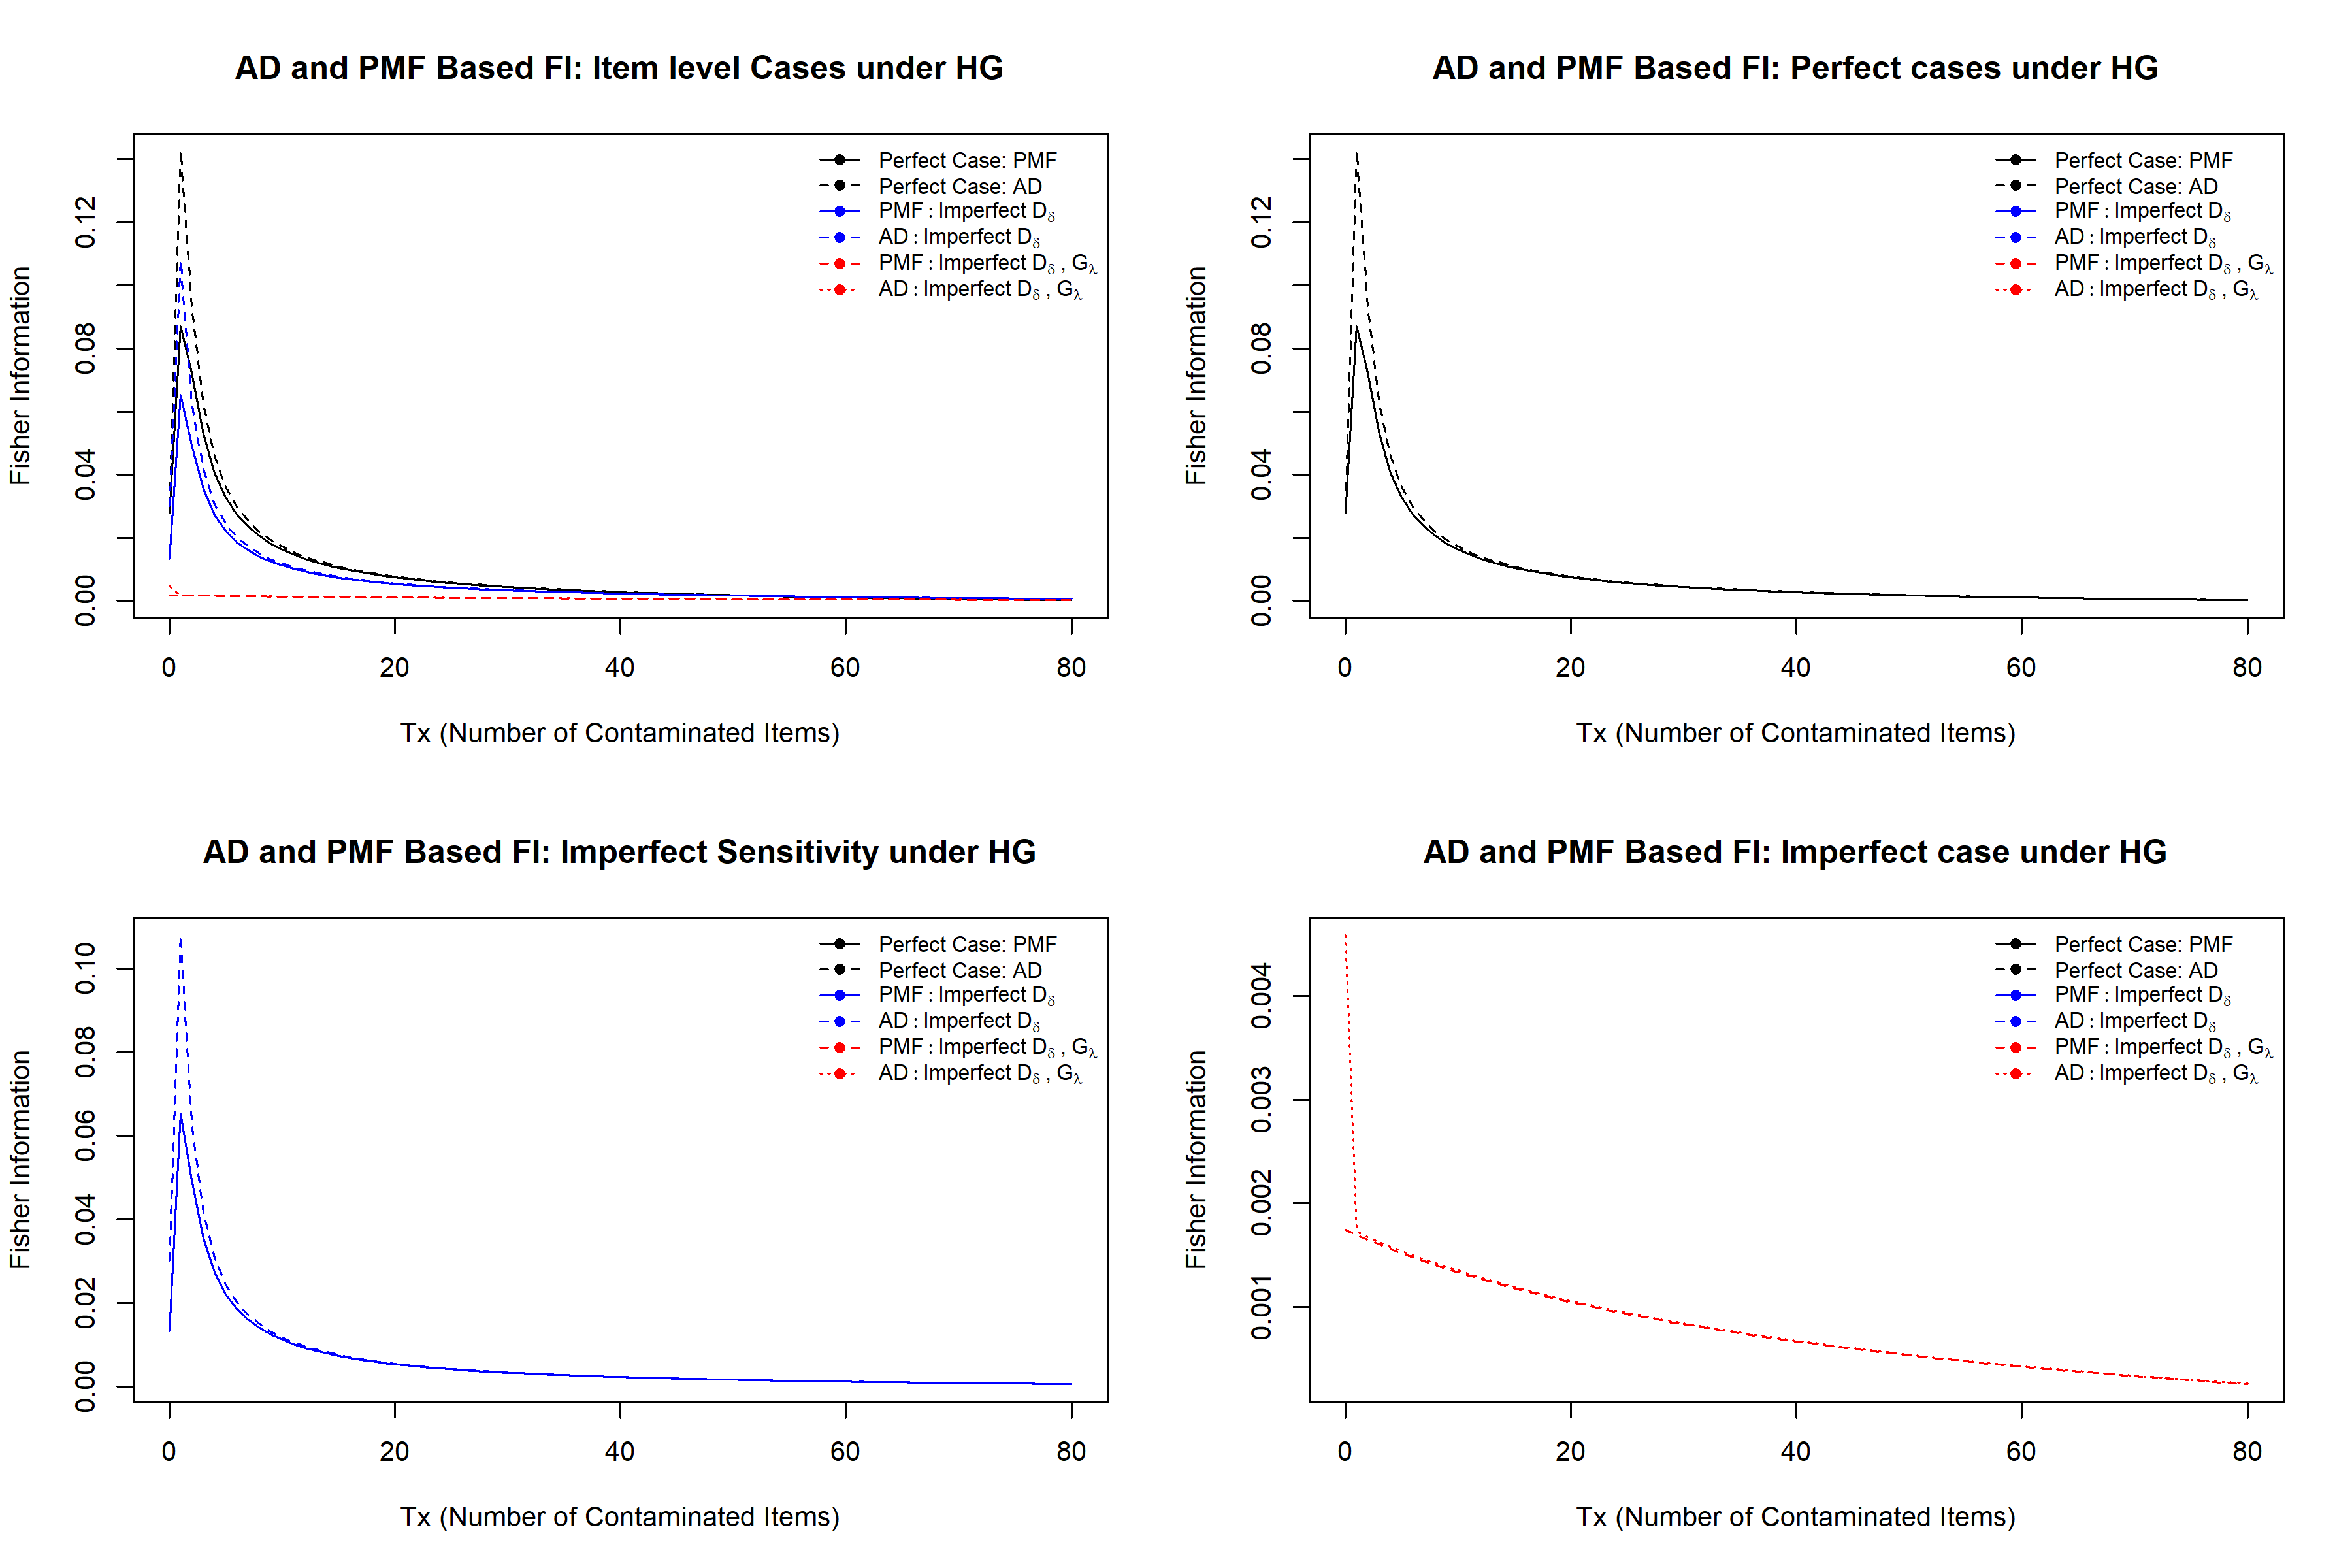 AD and PMF Based FI: Item level Cases under HG
Fisher Information
0.00 0.04 0.08 0.12
Perfect Case: PMF
Perfect Case: AD
PMF : Imperfect Dδ
AD : Imperfect Dδ
PMF : Imperfect Dδ , Gλ
AD : Imperfect Dδ , Gλ
0 20 40 60 80
Tx (Number of Contaminated Items)
AD and PMF Based FI: Perfect cases under HG
Fisher Information
0.00 0.04 0.08 0.12
Perfect Case: PMF
Perfect Case: AD
PMF : Imperfect Dδ
AD : Imperfect Dδ
PMF : Imperfect Dδ , Gλ
AD : Imperfect Dδ , Gλ
0 20 40 60 80
Tx (Number of Contaminated Items)
AD and PMF Based FI: Imperfect Sensitivity under HG
Fisher Information
0.00 0.02 0.04 0.06 0.08 0.10
Perfect Case: PMF
Perfect Case: AD
PMF : Imperfect Dδ
AD : Imperfect Dδ
PMF : Imperfect Dδ , Gλ
AD : Imperfect Dδ , Gλ
0 20 40 60 80
Tx (Number of Contaminated Items)
AD and PMF Based FI: Imperfect case under HG
Fisher Information
0.001 0.002 0.003 0.004
Perfect Case: PMF
Perfect Case: AD
PMF : Imperfect Dδ
AD : Imperfect Dδ
PMF : Imperfect Dδ , Gλ
AD : Imperfect Dδ , Gλ
0 20 40 60 80
Tx (Number of Contaminated Items)